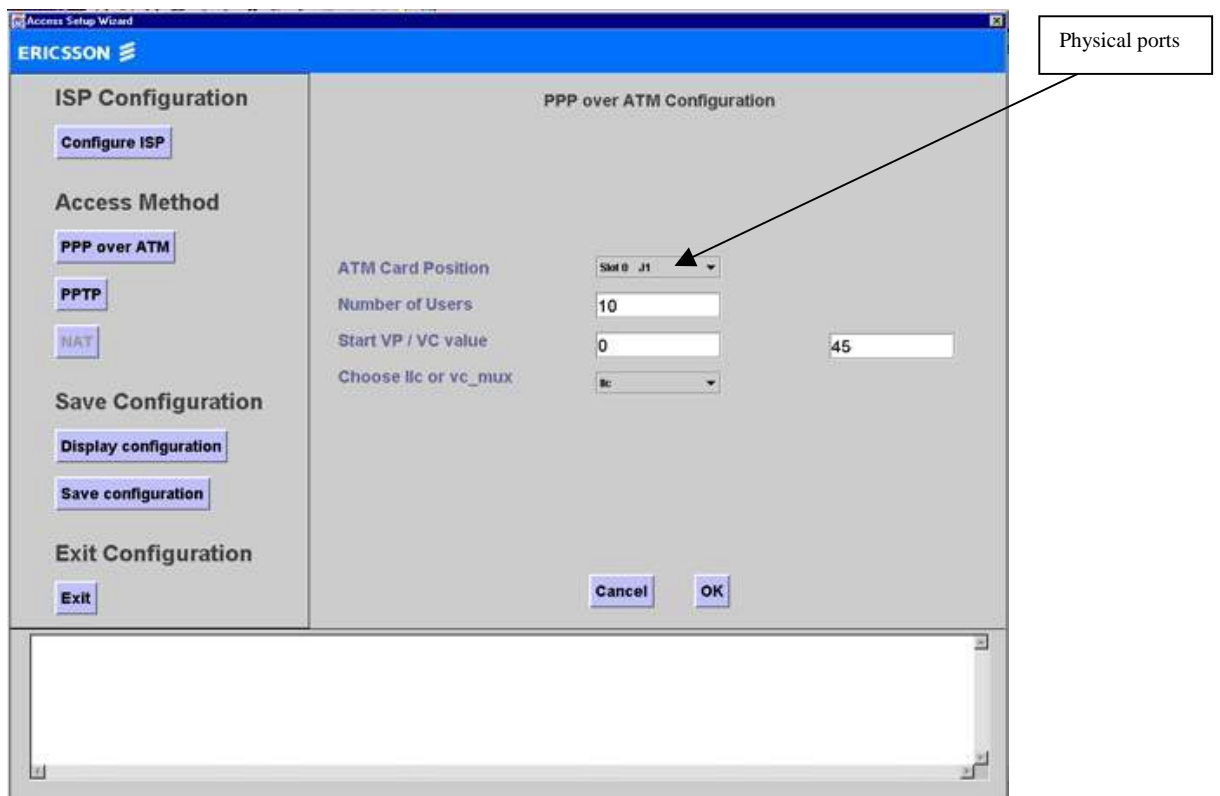 Access Setup Wizard
ERICSSON
Physical ports
ISP Configuration
Configure ISP
Access Method
PPP over ATM
PPTP
NAT
Save Configuration
Display configuration
Save configuration
Exit Configuration
Exit
PPP over ATM Configuration
ATM Card Position
Slot 0 J1
Number of Users
10
Start VP / VC value
0
45
Choose llc or vc_mux
llc
Cancel
OK